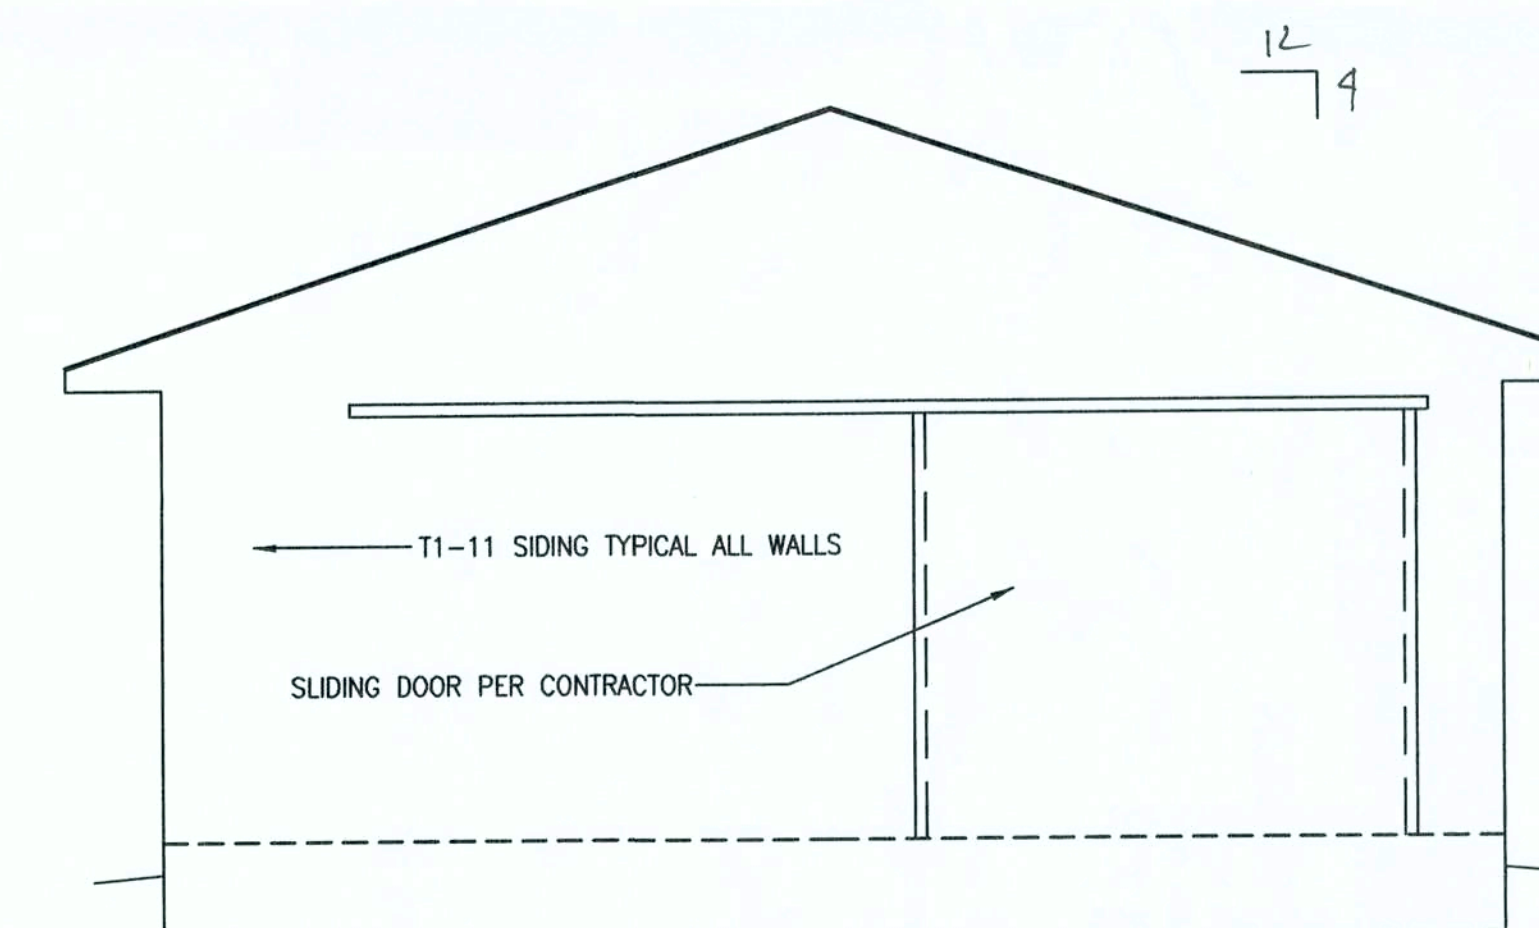 12
4
T1-11 SIDING TYPICAL ALL WALLS
SLIDING DOOR PER CONTRACTOR